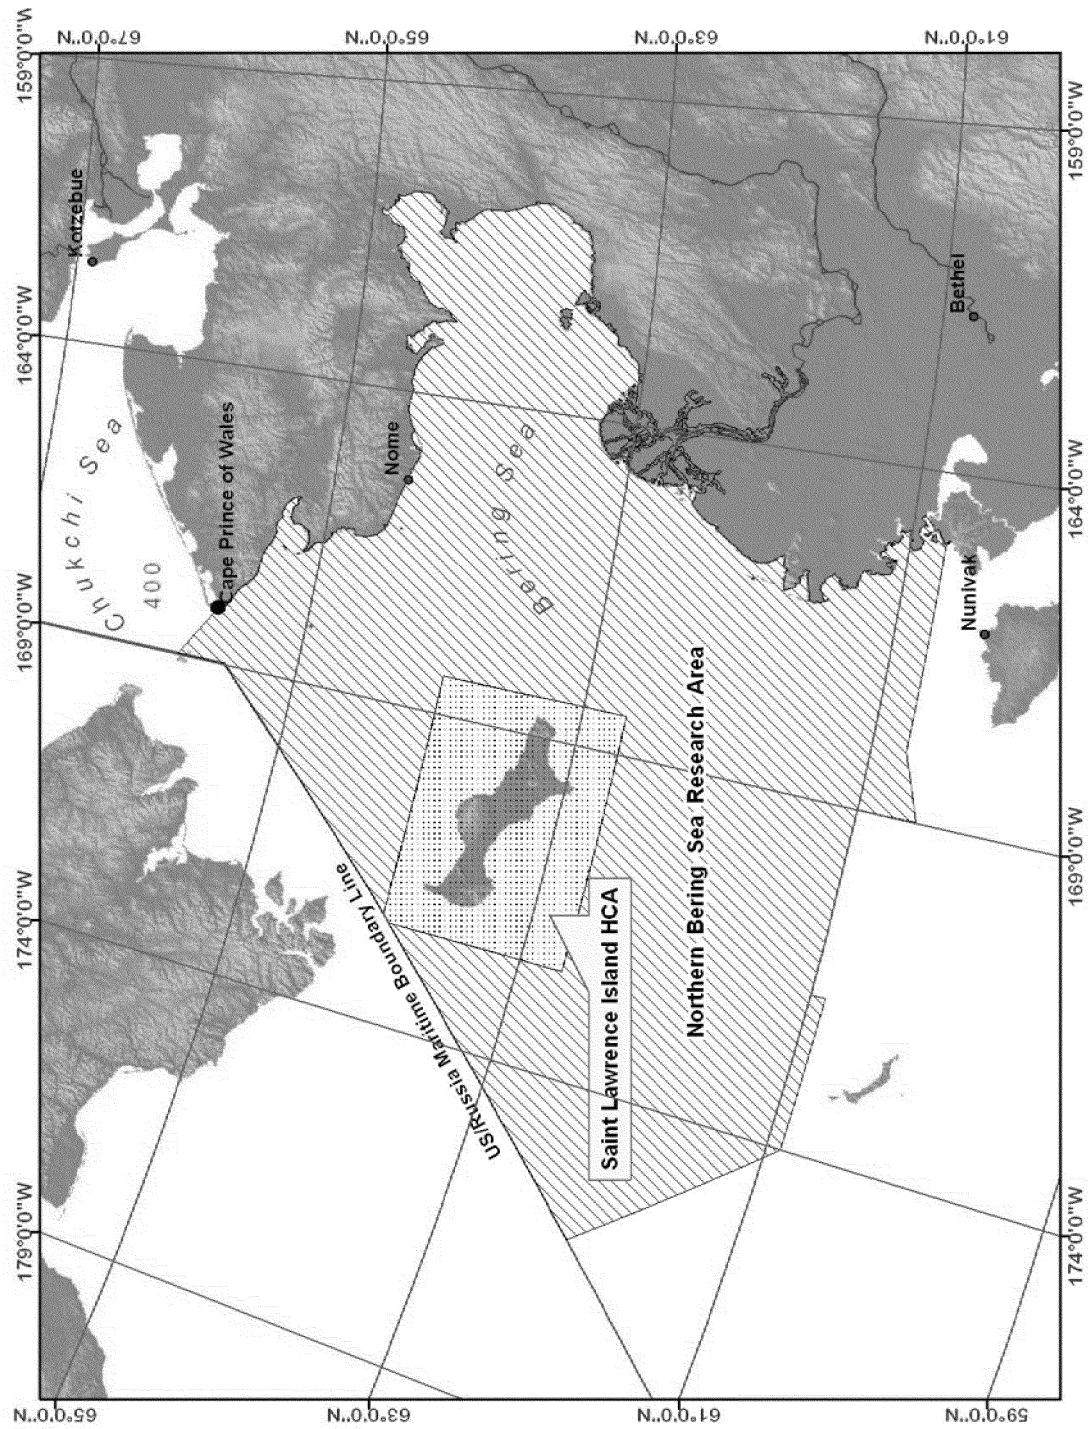 179°0'0"W 174°0'0"W 169°0'0"W 164°0'0"W 159°0'0"W
65°0'0"N
67°0'0"N
Kotzebue
Chukchi Sea
400
Cape Prince of Wales
Nome
65°0'0"N
63°0'0"N
US/Russia Maritime Boundary Line
Bering Sea
Saint Lawrence Island HCA
Northern Bering Sea Research Area
61°0'0"N
63°0'0"N
Bethel
Nunivak
59°0'0"N
61°0'0"N
174°0'0"W 169°0'0"W 164°0'0"W 159°0'0"W